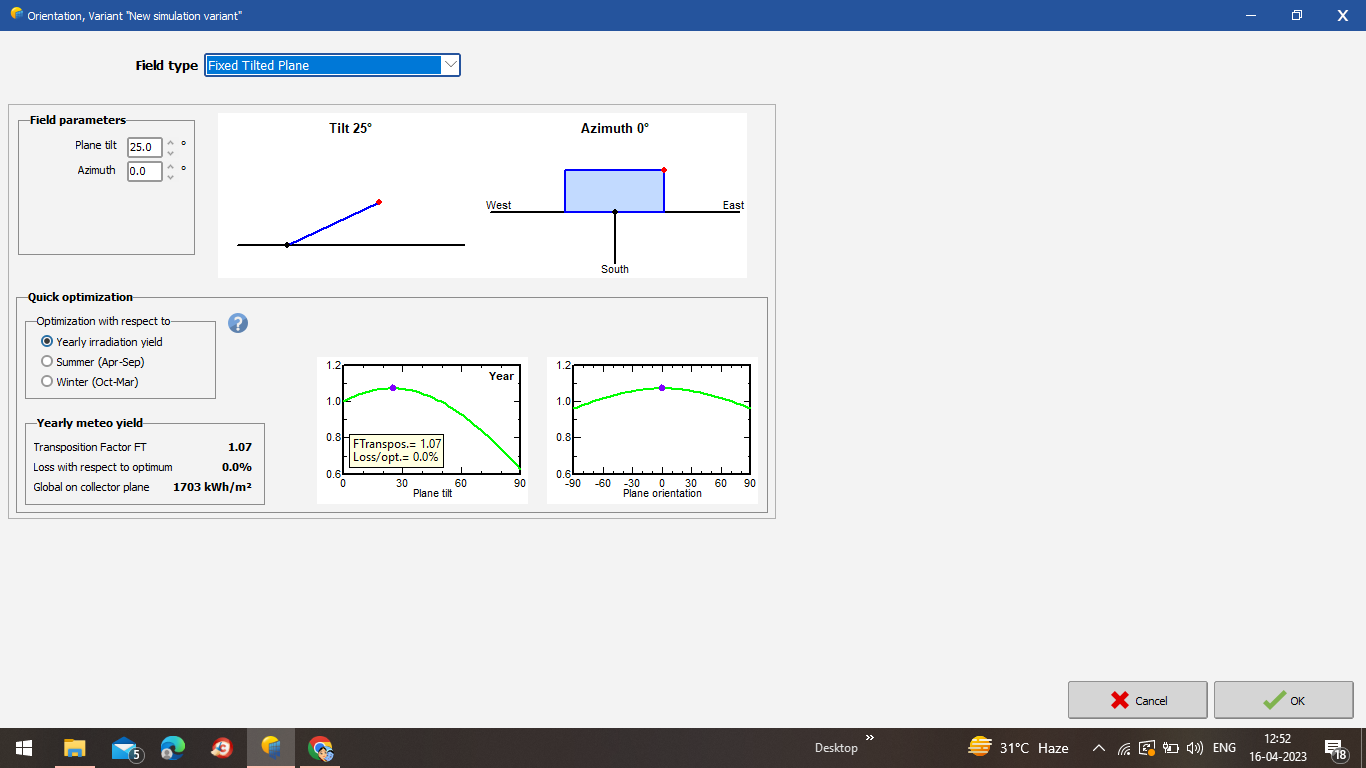 Orientation, Variant "New simulation variant"
Field type Fixed Tilted Plane
Field parameters
Plane tilt 25.0 °
Azimuth 0.0 °
Tilt 25°
Azimuth 0°
West
East
South
Quick optimization
Optimization with respect to
Yearly irradiation yield
Summer (Apr-Sep)
Winter (Oct-Mar)
?
Yearly meteo yield
Transposition Factor FT 1.07
Loss with respect to optimum 0.0%
Global on collector plane 1703 kWh/m²
1.2
Year
1.0
0.8
FTranspos.= 1.07
Loss/opt.= 0.0%
0.6
0 30 60 90
Plane tilt
1.2
1.0
0.8
0.6
-90 -60 -30 0 30 60 90
Plane orientation
Cancel
OK
5
Desktop
31°C Haze
ENG
12:52
16-04-2023
18